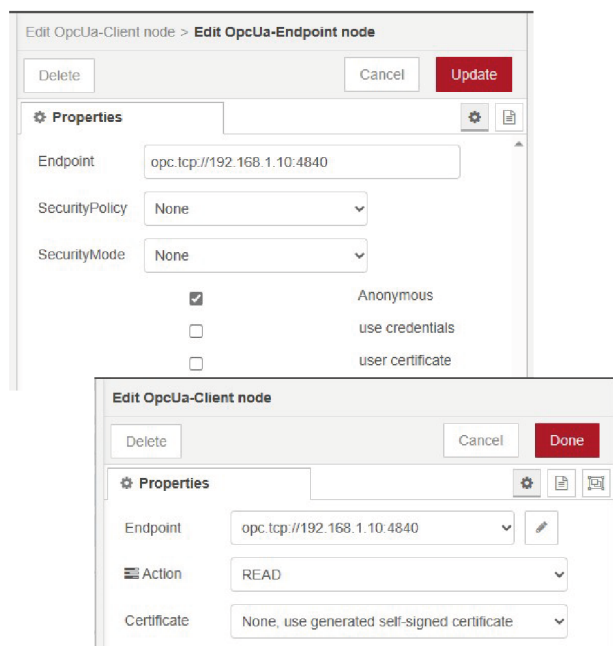 Edit OpcUa-Client node > Edit OpcUa-Endpoint node
Delete Cancel Update
Properties
Endpoint opc.tcp://192.168.1.10:4840
SecurityPolicy None
SecurityMode None
Anonymous
use credentials
user certificate
Edit OpcUa-Client node
Delete Cancel Done
Properties
Endpoint opc.tcp://192.168.1.10:4840
Action READ
Certificate None, use generated self-signed certificate